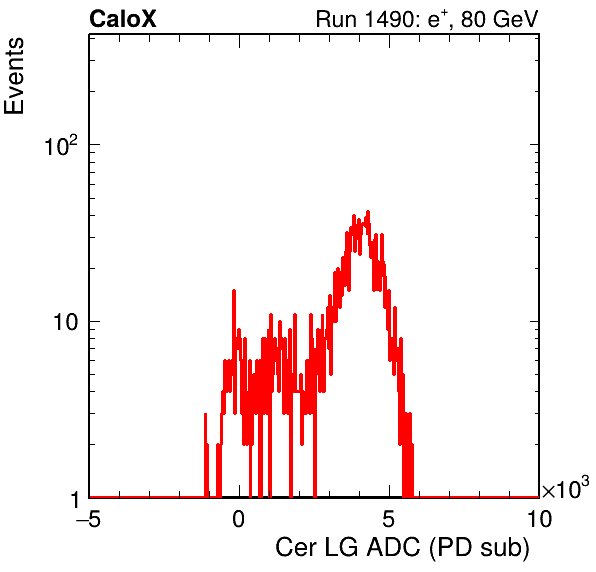 CaloX Run 1490: e⁺, 80 GeV
Events
10²
10
1
−5 0 5 10
×10³
Cer LG ADC (PD sub)